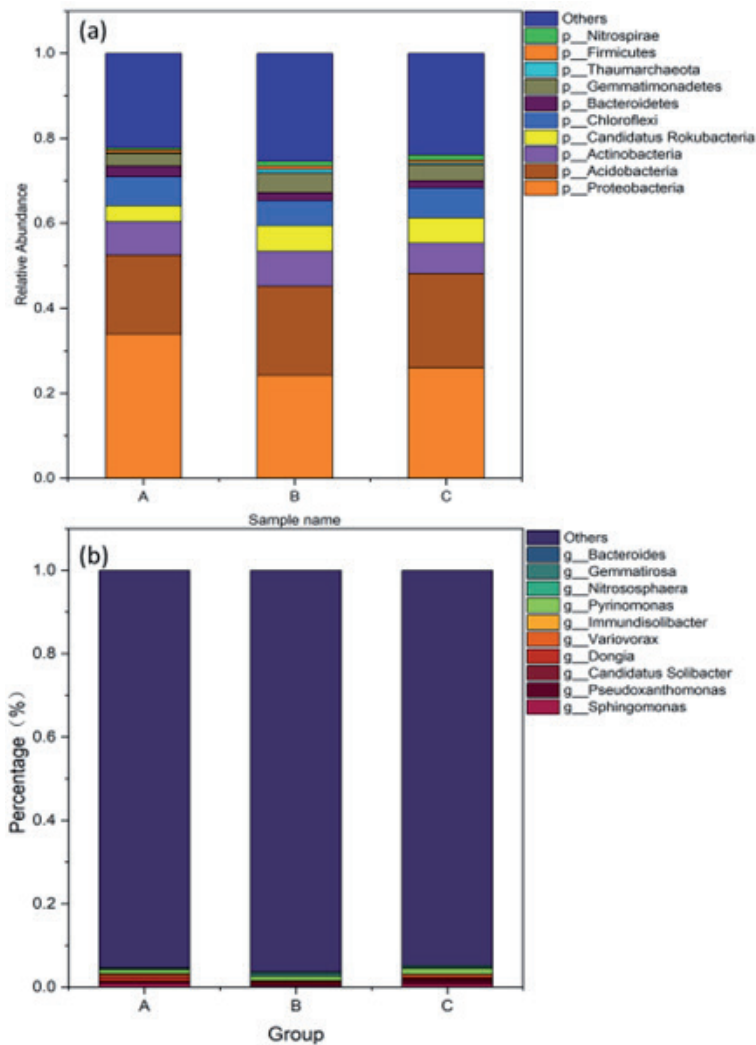 (a)
Others
p__Nitrospirae
p__Firmicutes
p__Thaumarchaeota
p__Gemmatimonadetes
p__Bacteroidetes
p__Chloroflexi
p__Candidatus Rokubacteria
p__Actinobacteria
p__Acidobacteria
p__Proteobacteria
Relative Abundance
1.0
0.8
0.6
0.4
0.2
0.0
A B C
Sample name
(b)
Others
g__Bacteroides
g__Gemmatirosa
g__Nitrososphaera
g__Pyrinomonas
g__Immundisolibacter
g__Variovorax
g__Dongia
g__Candidatus Solibacter
g__Pseudoxanthomonas
g__Sphingomonas
Percentage（%）
1.0
0.8
0.6
0.4
0.2
0.0
A B C
Group